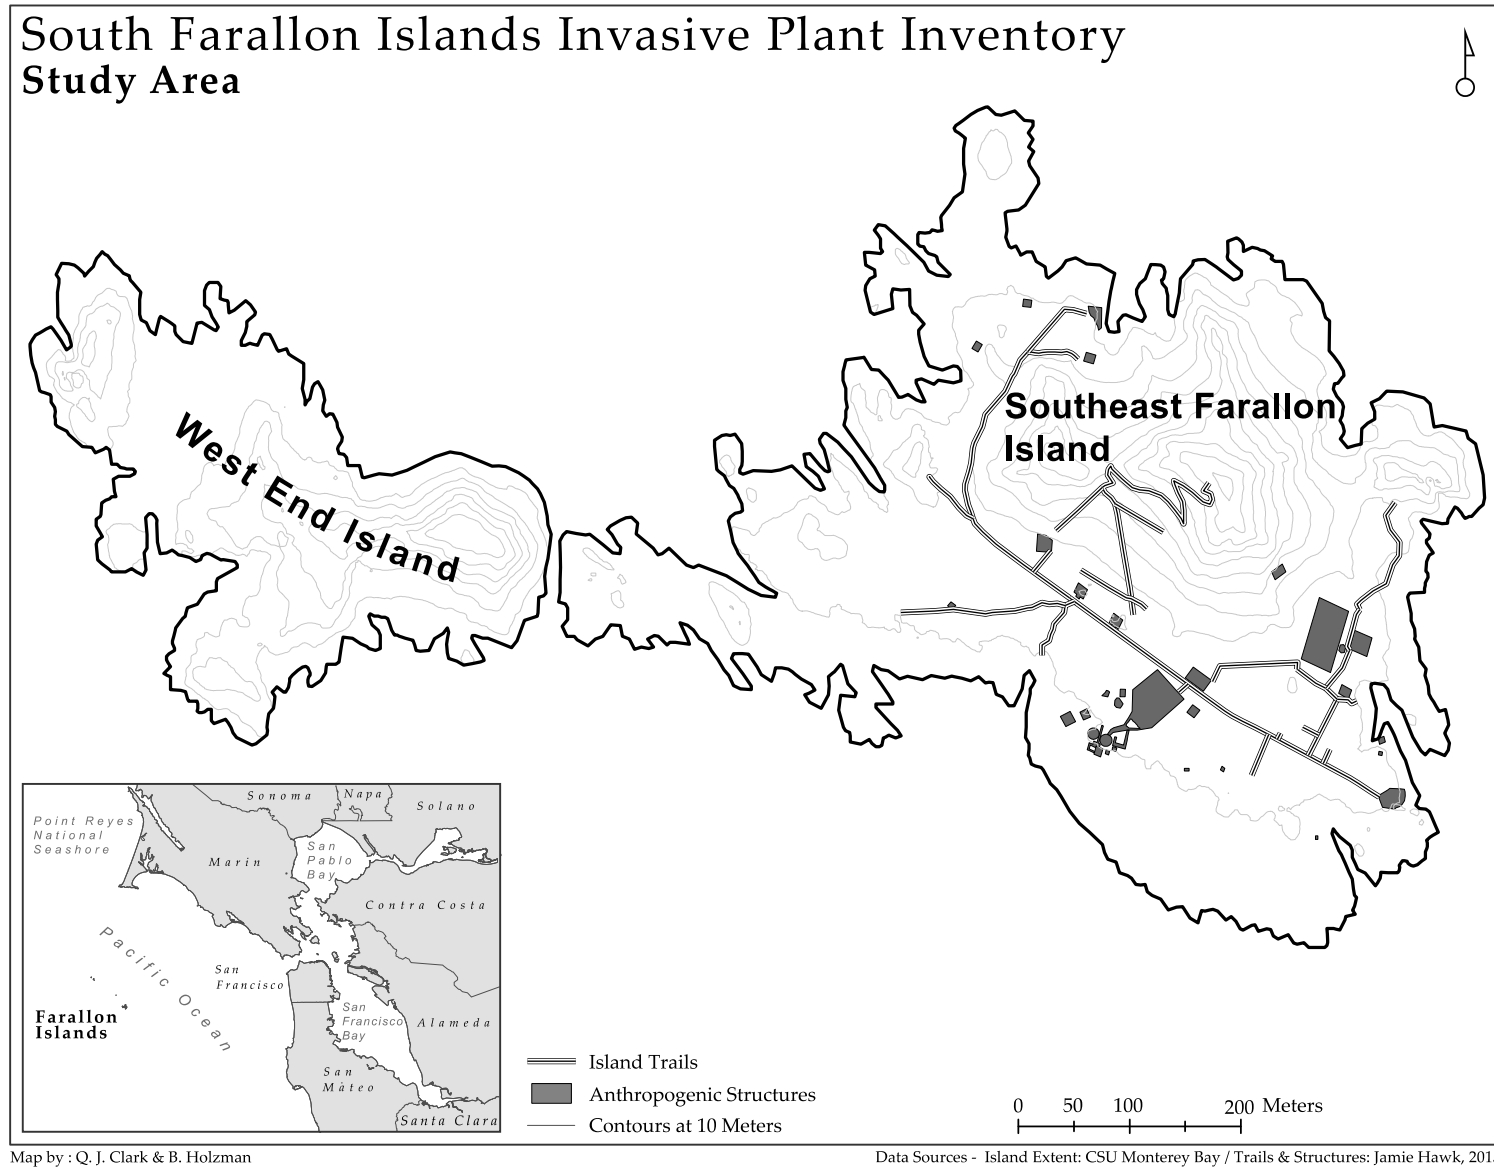 South Farallon Islands Invasive Plant Inventory
Study Area
Southeast Farallon
Island
West End Island
Sonoma
Napa
Solano
Point Reyes
National
Seashore
Marin
San
Pablo
Bay
Contra Costa
Pacific Ocean
San
Francisco
Farallon
Islands
San
Francisco
Bay
Alameda
San
Màteo
Santa Clara
Island Trails
Anthropogenic Structures
Contours at 10 Meters
0 50 100 200 Meters
Map by : Q. J. Clark & B. Holzman
Data Sources - Island Extent: CSU Monterey Bay / Trails & Structures: Jamie Hawk,